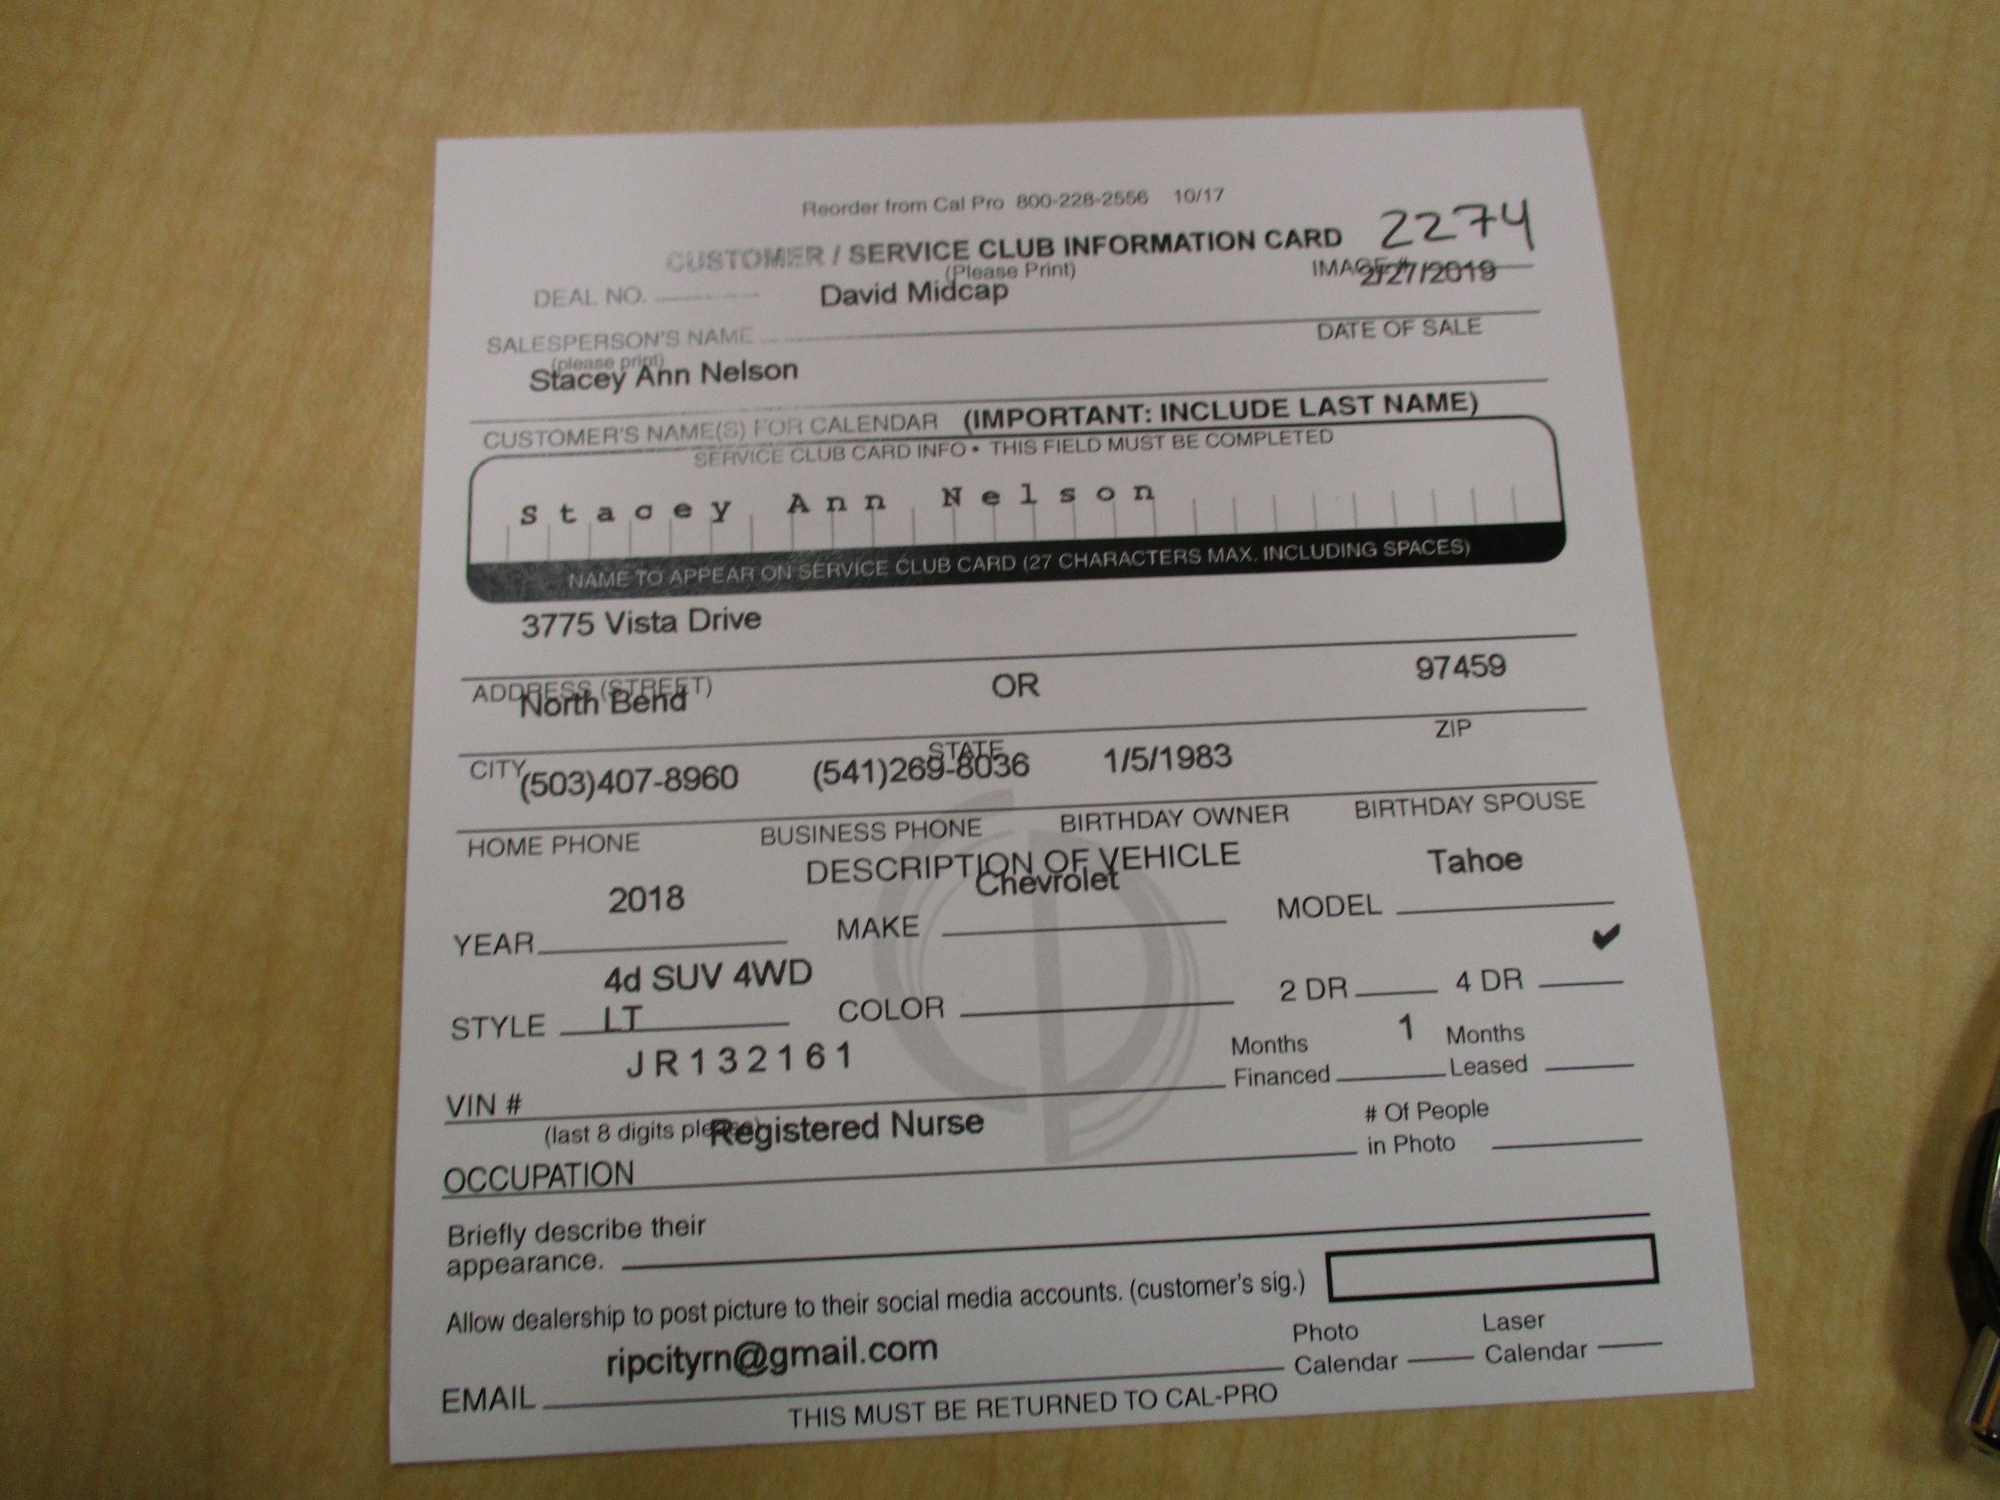 Reorder from Cal Pro 800-228-2556 10/17
CUSTOMER / SERVICE CLUB INFORMATION CARD 2274
(Please Print) IMAGE #
DEAL NO. David Midcap 2/27/2019
SALESPERSON'S NAME DATE OF SALE
(please print)
Stacey Ann Nelson
CUSTOMER'S NAME(S) FOR CALENDAR (IMPORTANT: INCLUDE LAST NAME)
SERVICE CLUB CARD INFO • THIS FIELD MUST BE COMPLETED
Stacey Ann Nelson
NAME TO APPEAR ON SERVICE CLUB CARD (27 CHARACTERS MAX. INCLUDING SPACES)
3775 Vista Drive
ADDRESS (STREET)
North Bend OR 97459
CITY STATE ZIP
(503)407-8960 (541)269-8036 1/5/1983
HOME PHONE BUSINESS PHONE BIRTHDAY OWNER BIRTHDAY SPOUSE
DESCRIPTION OF VEHICLE
2018 Chevrolet Tahoe
YEAR MAKE MODEL
4d SUV 4WD ✔
STYLE LT COLOR 2 DR 4 DR
JR132161 Months 1 Months
VIN # Financed Leased
(last 8 digits please) Registered Nurse # Of People
OCCUPATION in Photo
Briefly describe their
appearance.
Allow dealership to post picture to their social media accounts. (customer's sig.)
ripcityrn@gmail.com Photo Laser
EMAIL Calendar Calendar
THIS MUST BE RETURNED TO CAL-PRO